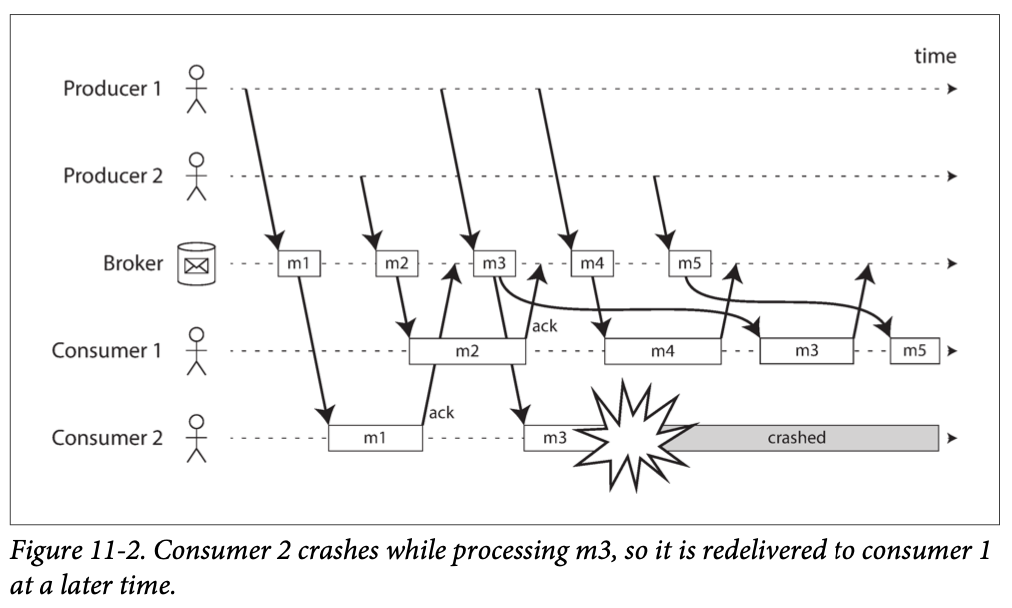 time
Producer 1
Producer 2
Broker
m1
m2
m3
m4
m5
ack
Consumer 1
m2
m4
m3
m5
ack
Consumer 2
m1
m3
crashed
Figure 11-2. Consumer 2 crashes while processing m3, so it is redelivered to consumer 1
at a later time.